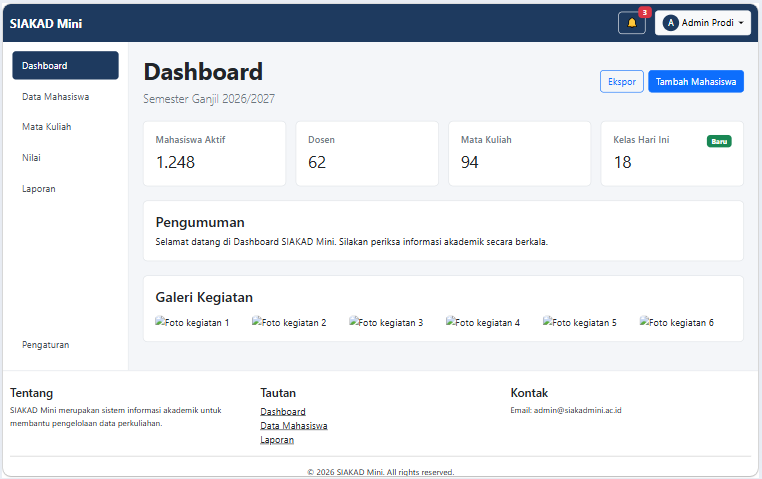 SIAKAD Mini
3
A Admin Prodi
Dashboard
Data Mahasiswa
Mata Kuliah
Nilai
Laporan
Pengaturan
Dashboard
Semester Ganjil 2026/2027
Ekspor
Tambah Mahasiswa
Mahasiswa Aktif
1.248
Dosen
62
Mata Kuliah
94
Kelas Hari Ini
Baru
18
Pengumuman
Selamat datang di Dashboard SIAKAD Mini. Silakan periksa informasi akademik secara berkala.
Galeri Kegiatan
Foto kegiatan 1 Foto kegiatan 2 Foto kegiatan 3 Foto kegiatan 4 Foto kegiatan 5 Foto kegiatan 6
Tentang
SIAKAD Mini merupakan sistem informasi akademik untuk
membantu pengelolaan data perkuliahan.
Tautan
Dashboard
Data Mahasiswa
Laporan
Kontak
Email: admin@siakadmini.ac.id
© 2026 SIAKAD Mini. All rights reserved.